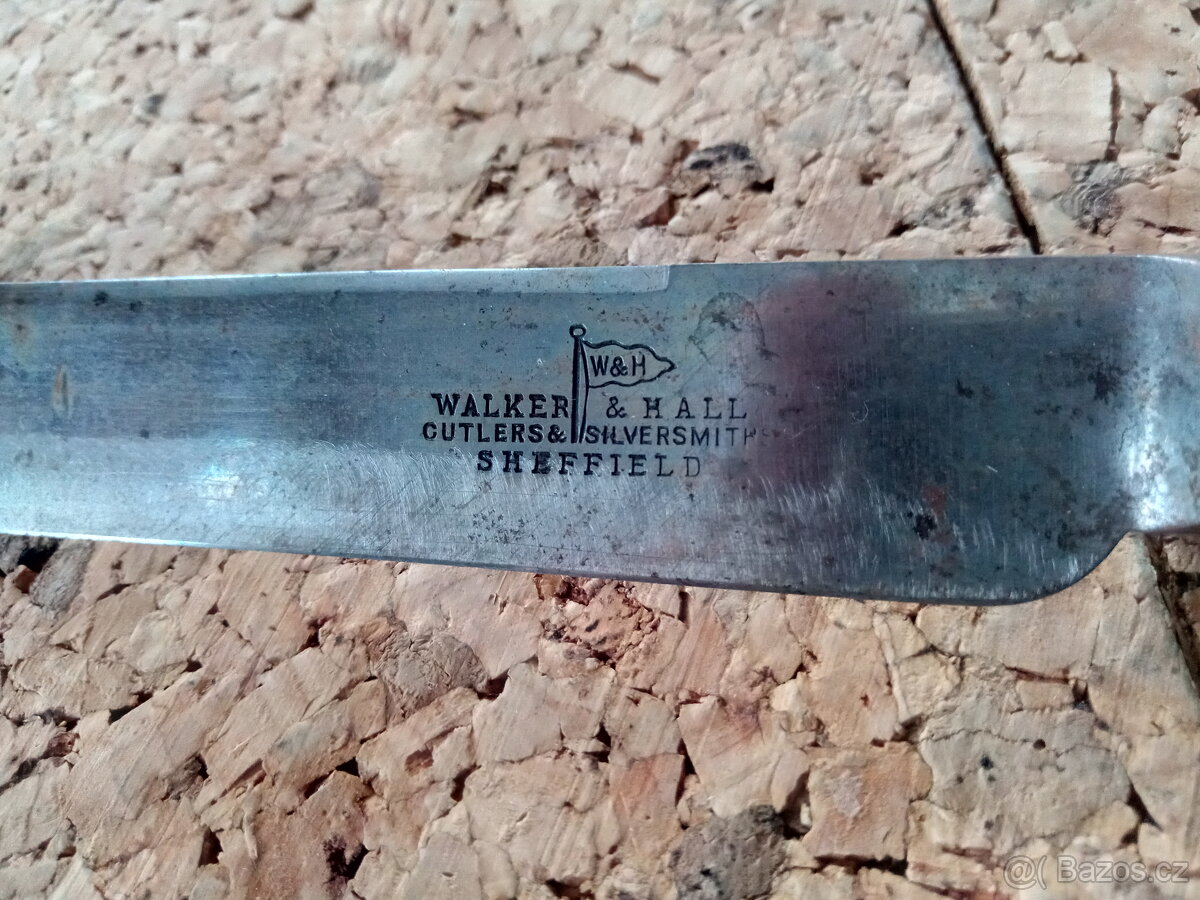 W&H
WALKER & HALL
CUTLERS & SILVERSMITHS
SHEFFIELD
@( Bazos.cz